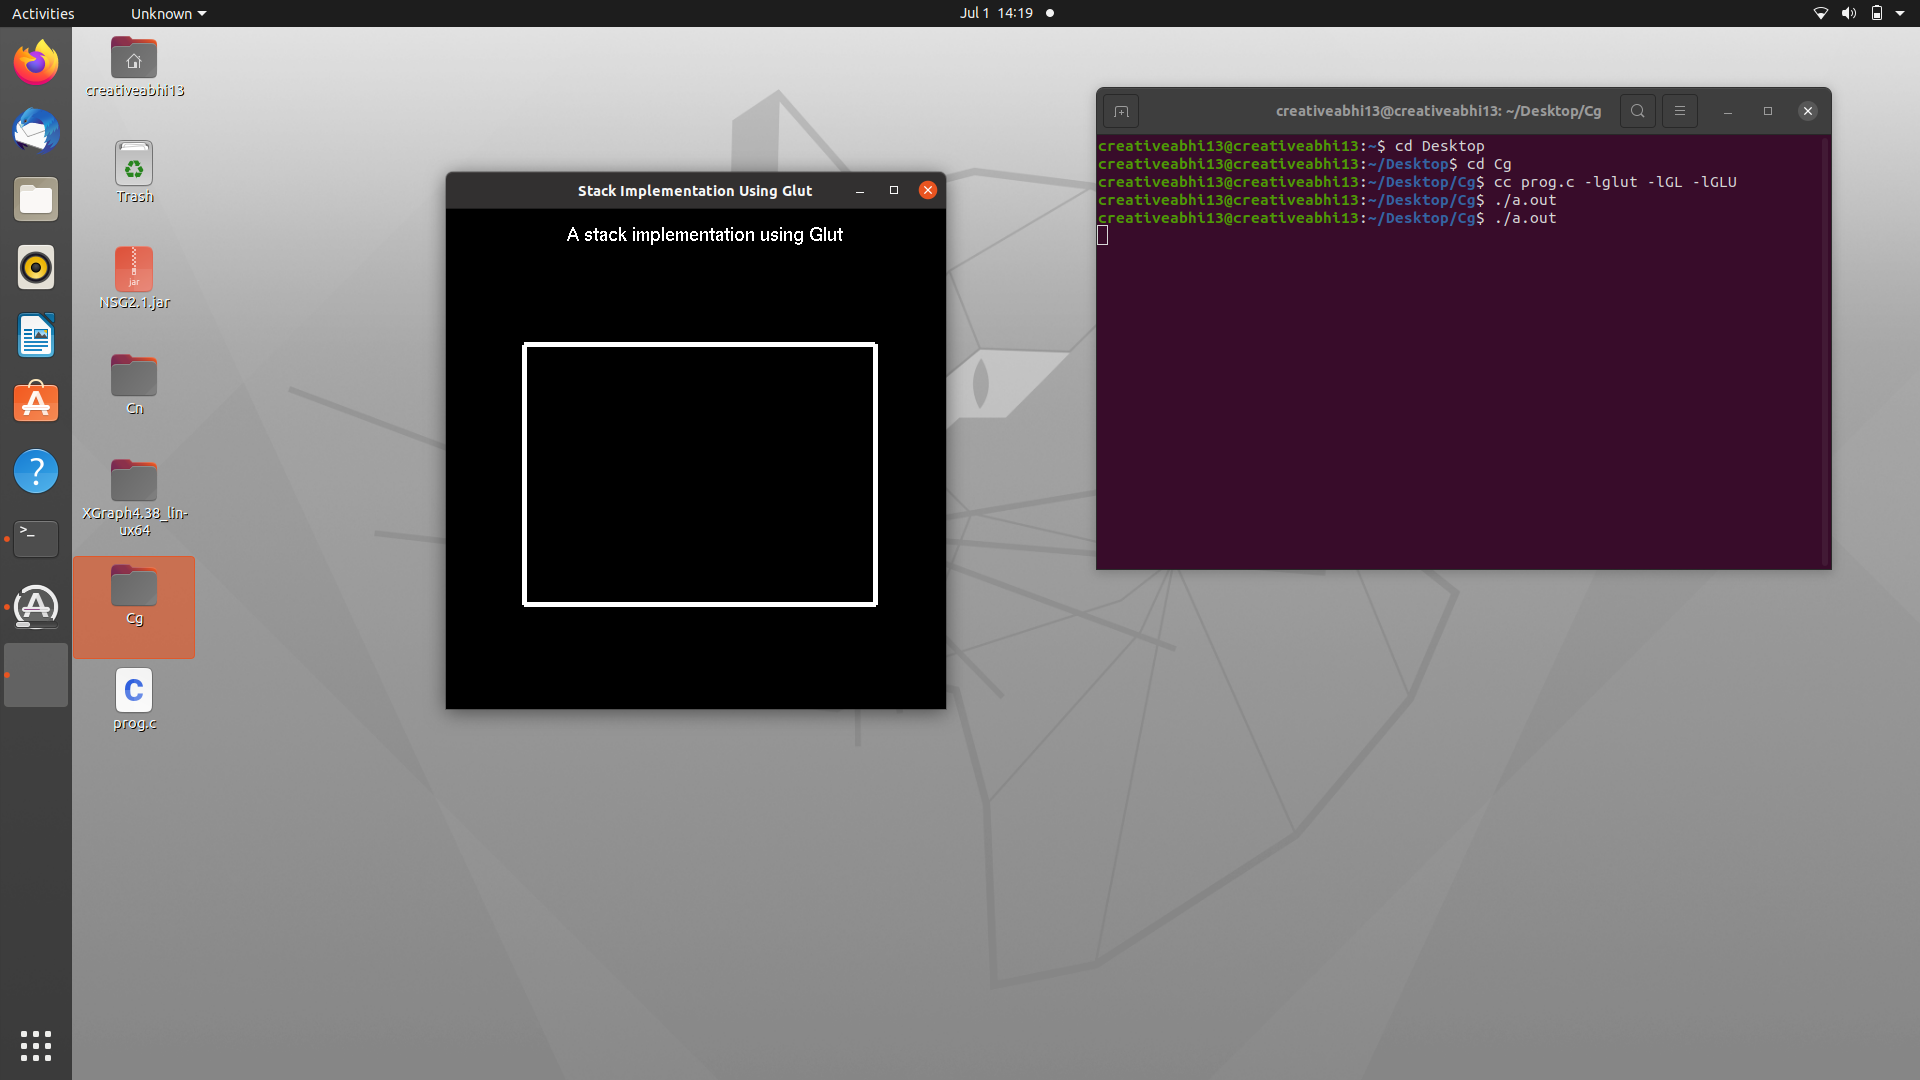 Activities
Unknown
Jul 1 14:19
creativeabhi13
Trash
jar
NSG2.1.jar
Cn
XGraph4.38_lin-
ux64
Cg
C
prog.c
Stack Implementation Using Glut
A stack implementation using Glut
creativeabhi13@creativeabhi13: ~/Desktop/Cg
creativeabhi13@creativeabhi13:~$ cd Desktop
creativeabhi13@creativeabhi13:~/Desktop$ cd Cg
creativeabhi13@creativeabhi13:~/Desktop/Cg$ cc prog.c -lglut -lGL -lGLU
creativeabhi13@creativeabhi13:~/Desktop/Cg$ ./a.out
creativeabhi13@creativeabhi13:~/Desktop/Cg$ ./a.out